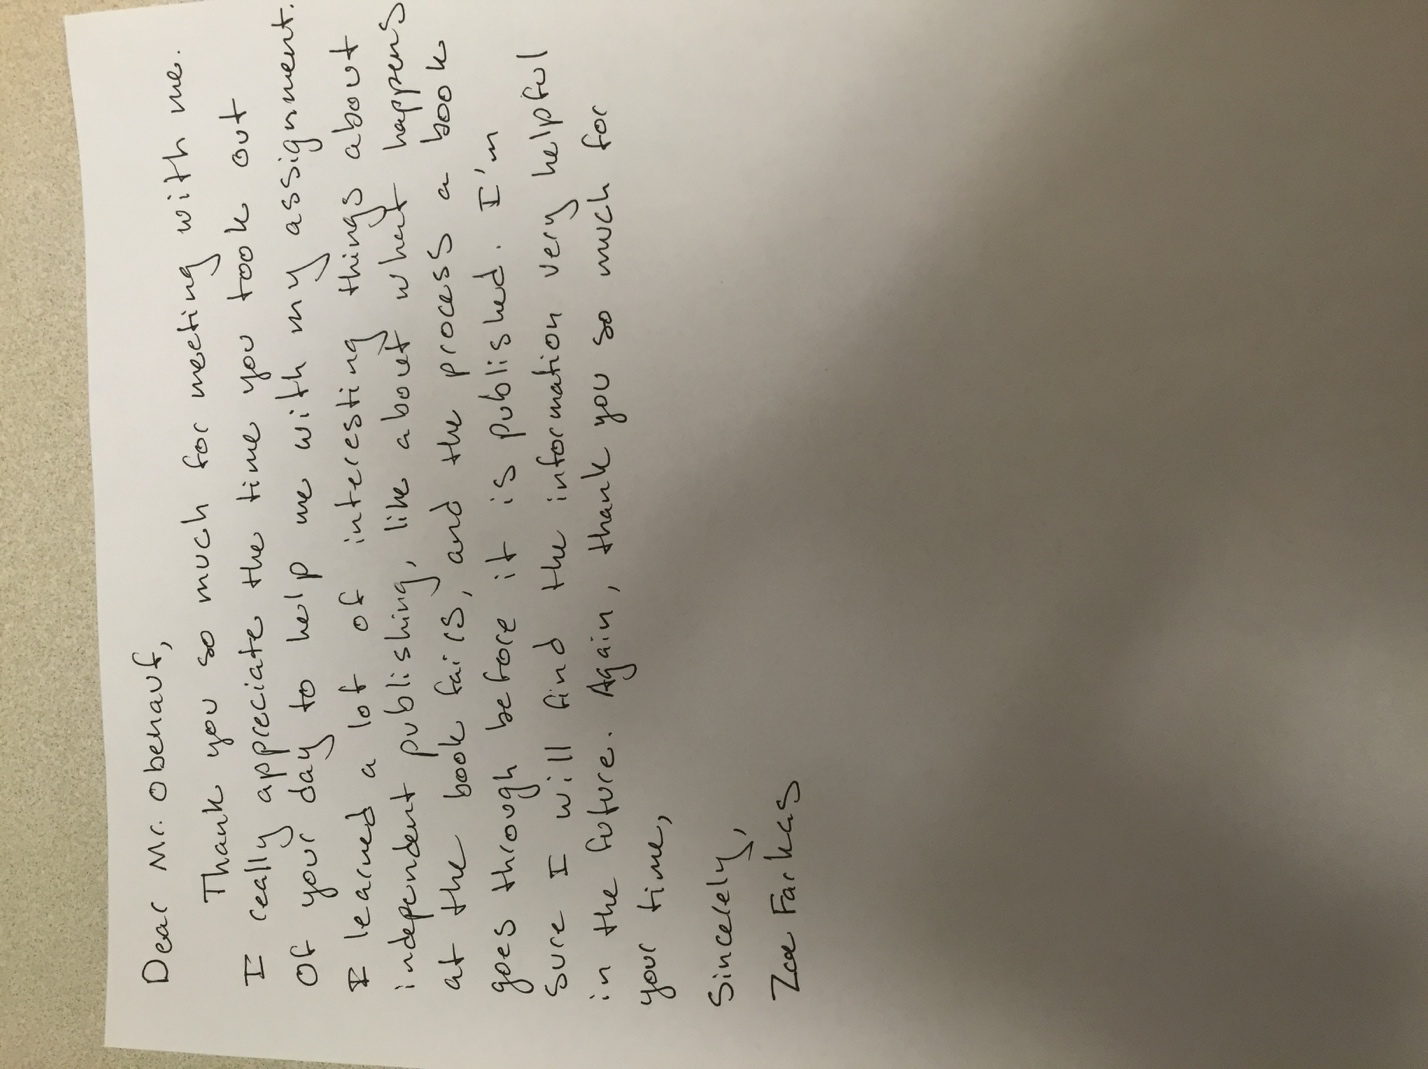 Dear Mr. Obenauf,
Thank you so much for meeting with me.
I really appreciate the time you took out
of your day to help me with my assignment.
I learned a lot of interesting things about
independent publishing, like about what happens
at the book fairs, and the process a book
goes through before it is published. I'm
sure I will find the information very helpful
in the future. Again, thank you so much for
your time,
Sincerely,
Zoe Farkas